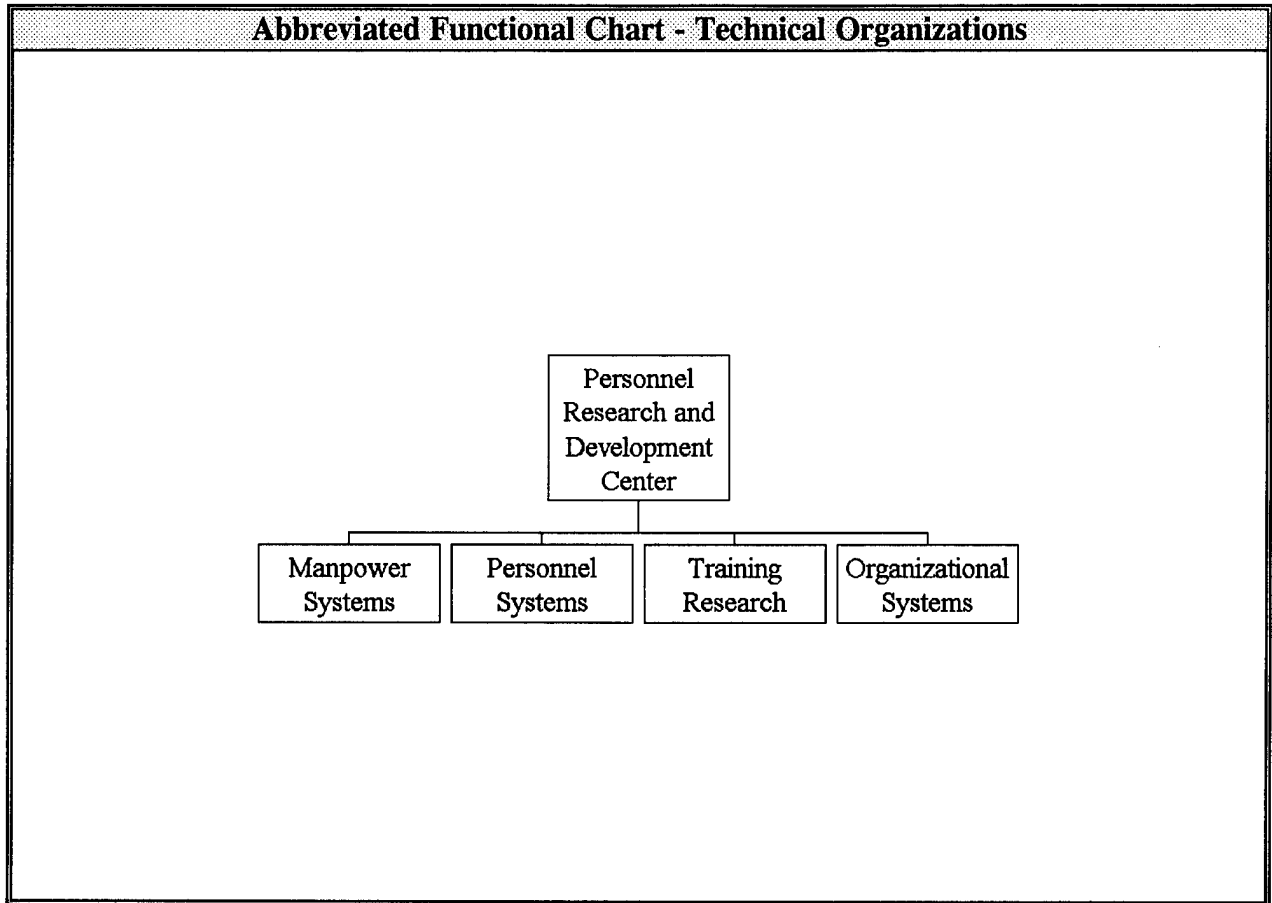 Abbreviated Functional Chart - Technical Organizations
Personnel
Research and
Development
Center
Manpower
Systems
Personnel
Systems
Training
Research
Organizational
Systems